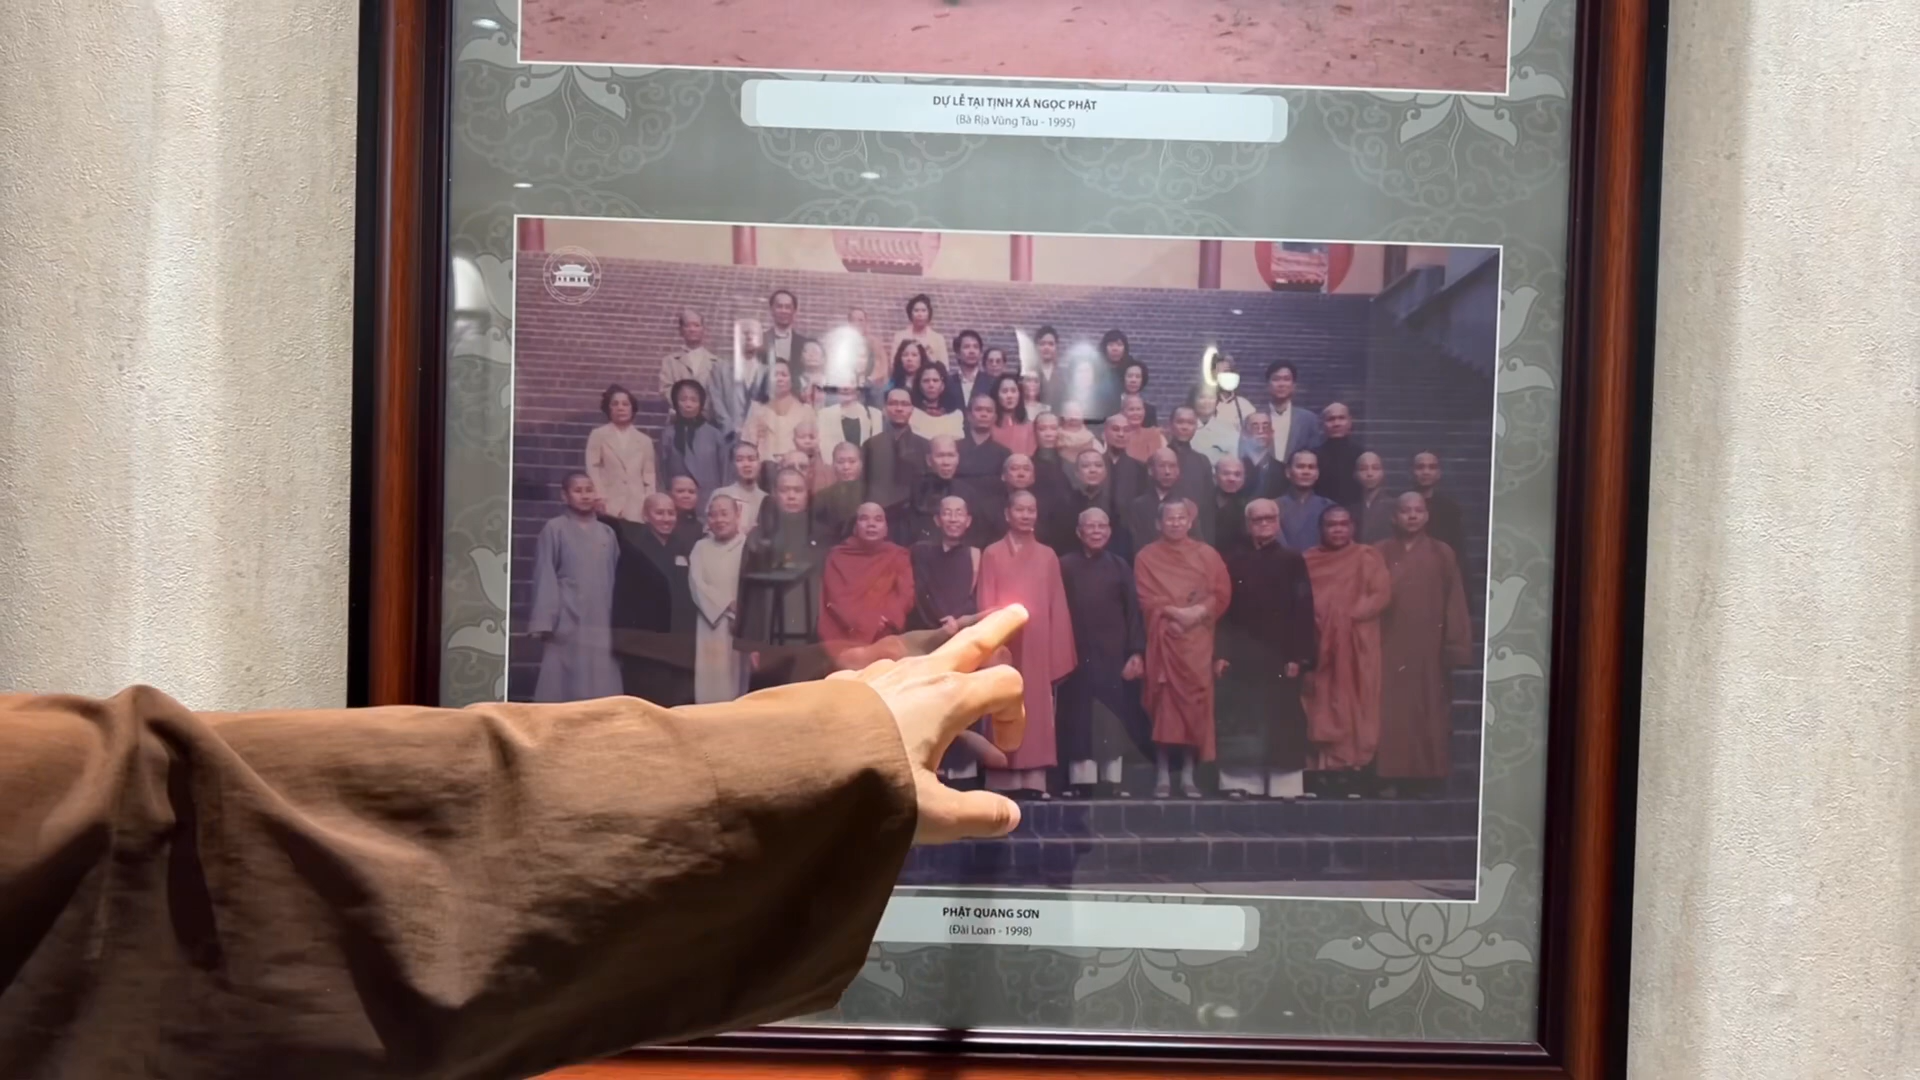 DỰ LỄ TẠI TỊNH XÁ NGỌC PHẬT
(Bà Rịa Vũng Tàu - 1995)
PHẬT QUANG SƠN
(Đài Loan - 1998)